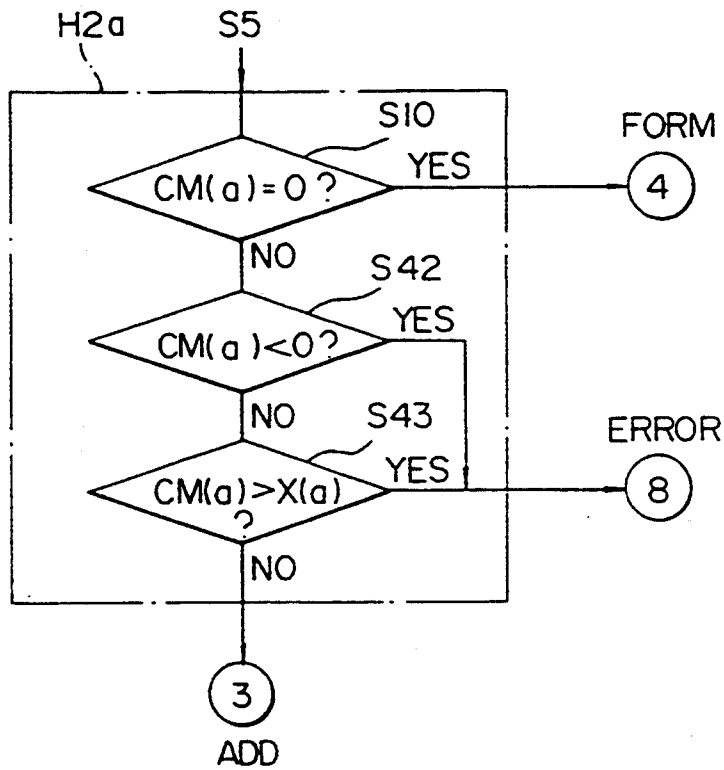 H2a
S5
S10
CM(a)=0?
YES
FORM
4
NO
S42
CM(a)<0?
YES
NO
S43
CM(a)>X(a)
?
YES
ERROR
8
NO
3
ADD